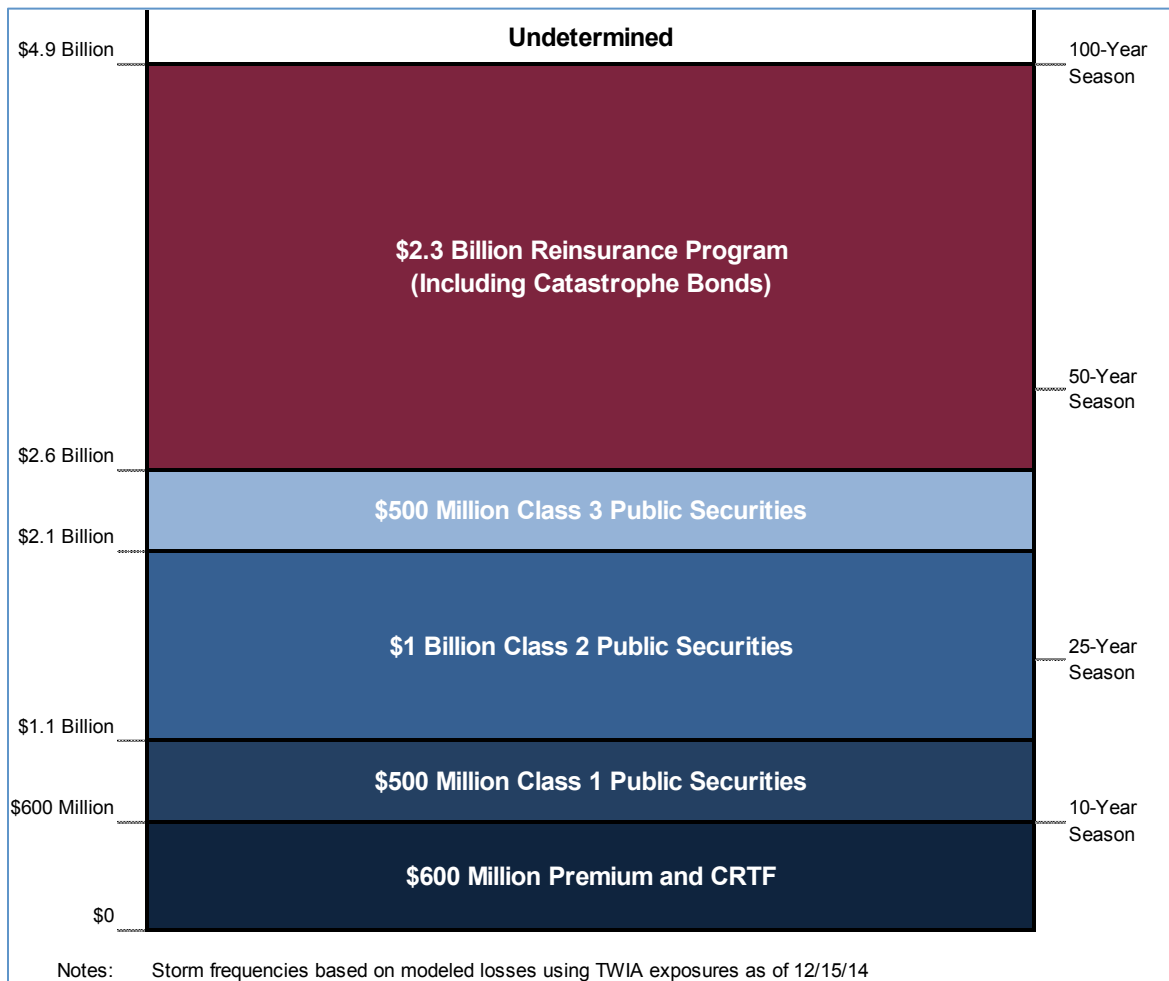 Undetermined
$4.9 Billion
100-Year
Season
$2.3 Billion Reinsurance Program
(Including Catastrophe Bonds)
50-Year
Season
$2.6 Billion
$500 Million Class 3 Public Securities
$2.1 Billion
$1 Billion Class 2 Public Securities
25-Year
Season
$1.1 Billion
$500 Million Class 1 Public Securities
$600 Million
10-Year
Season
$600 Million Premium and CRTF
$0
Notes: Storm frequencies based on modeled losses using TWIA exposures as of 12/15/14